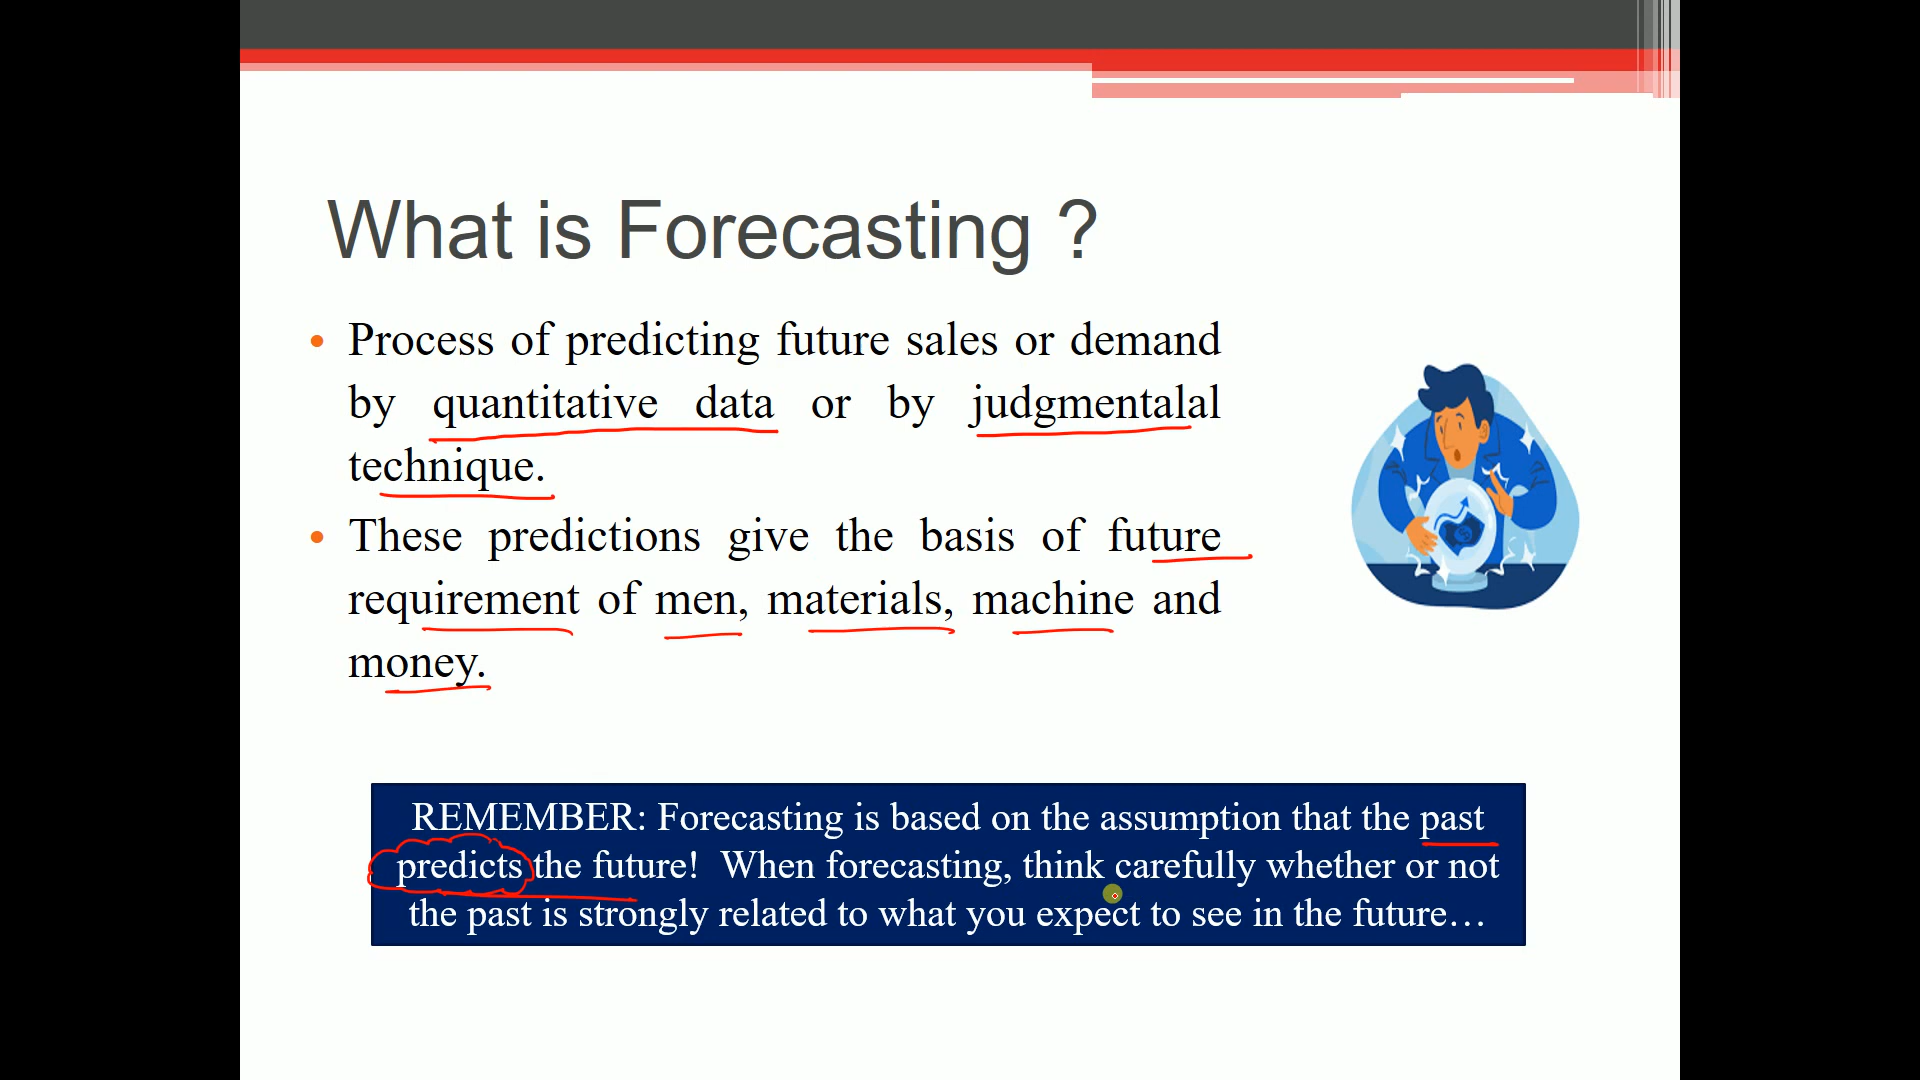 What is Forecasting ?
• Process of predicting future sales or demand
by quantitative data or by judgmentalal
technique.
• These predictions give the basis of future
requirement of men, materials, machine and
money.
REMEMBER: Forecasting is based on the assumption that the past
predicts the future! When forecasting, think carefully whether or not
the past is strongly related to what you expect to see in the future…